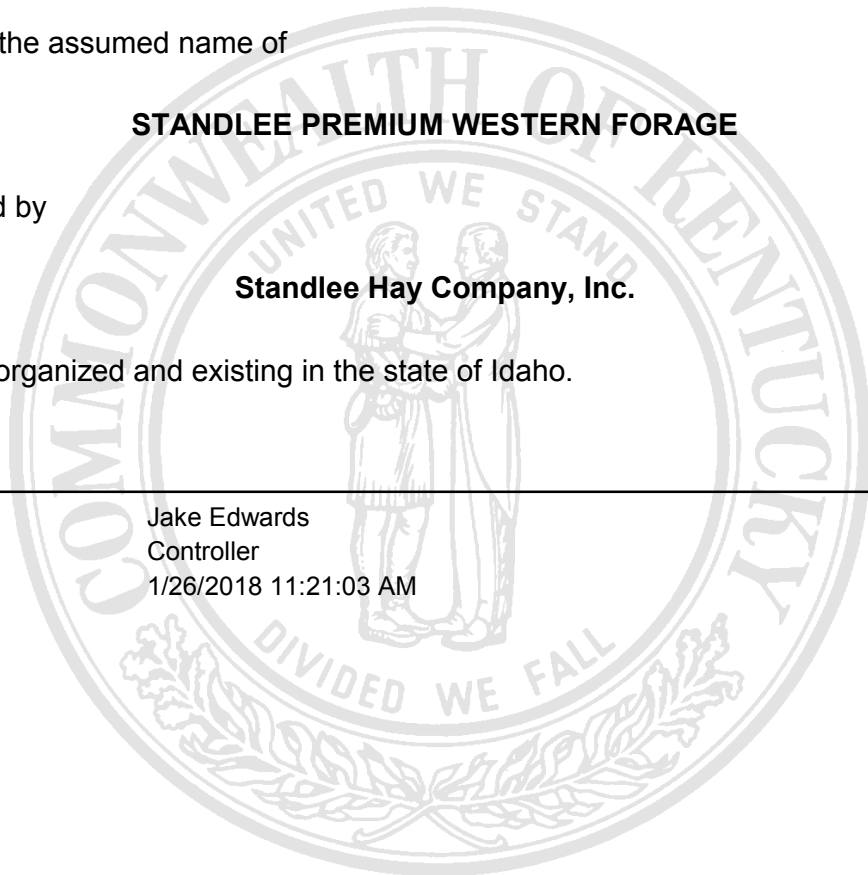 the assumed name of
STANDLEE PREMIUM WESTERN FORAGE
d by
Standlee Hay Company, Inc.
organized and existing in the state of Idaho.
Jake Edwards
Controller
1/26/2018 11:21:03 AM
COMMONWEALTH OF KENTUCKY
UNITED WE STAND
DIVIDED WE FALL